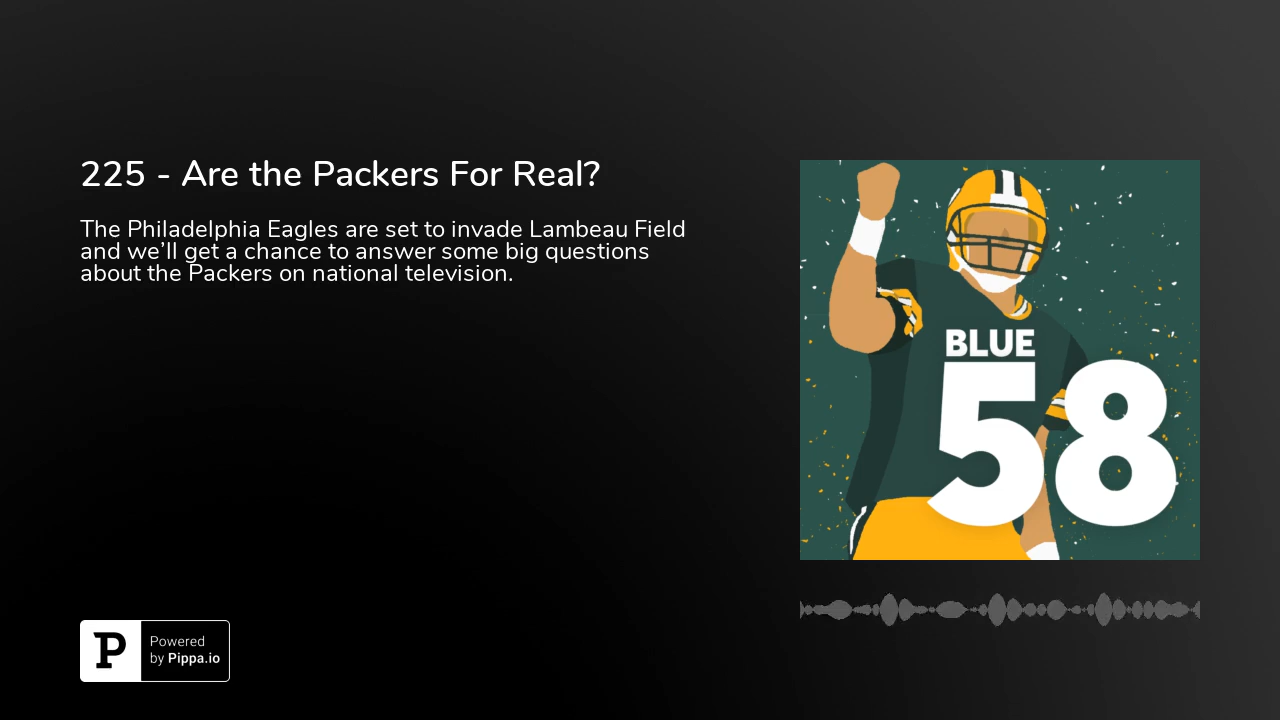 225 - Are the Packers For Real?
The Philadelphia Eagles are set to invade Lambeau Field
and we’ll get a chance to answer some big questions
about the Packers on national television.
BLUE
58
P
Powered
by Pippa.io